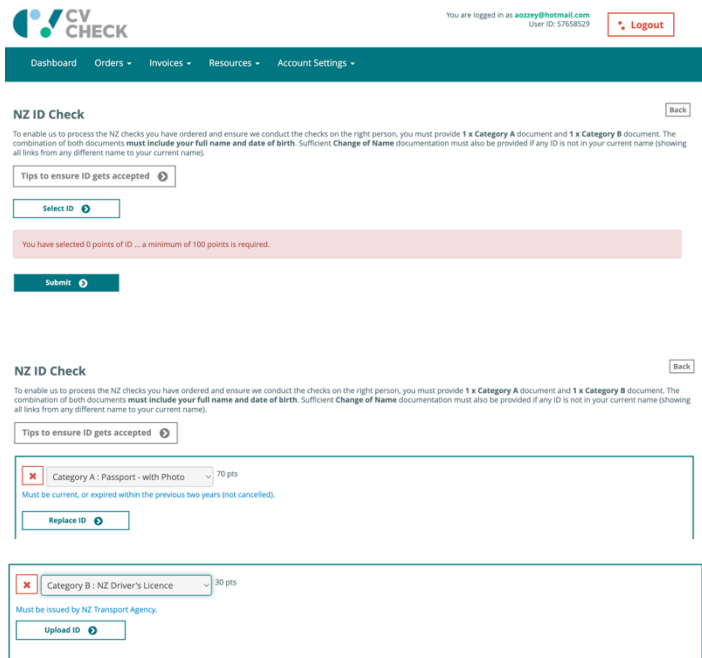 CV
CHECK
You are logged in as aozzey@hotmail.com
User ID: 57658529
Logout
Dashboard Orders Invoices Resources Account Settings
NZ ID Check
Back
To enable us to process the NZ checks you have ordered and ensure we conduct the checks on the right person, you must provide 1 x Category A document and 1 x Category B document. The
combination of both documents must include your full name and date of birth. Sufficient Change of Name documentation must also be provided if any ID is not in your current name (showing
all links from any different name to your current name).
Tips to ensure ID gets accepted
Select ID
You have selected 0 points of ID ... a minimum of 100 points is required.
Submit
NZ ID Check
Back
To enable us to process the NZ checks you have ordered and ensure we conduct the checks on the right person, you must provide 1 x Category A document and 1 x Category B document. The
combination of both documents must include your full name and date of birth. Sufficient Change of Name documentation must also be provided if any ID is not in your current name (showing
all links from any different name to your current name).
Tips to ensure ID gets accepted
Category A : Passport - with Photo 70 pts
Must be current, or expired within the previous two years (not cancelled).
Replace ID
Category B : NZ Driver's Licence 30 pts
Must be issued by NZ Transport Agency.
Upload ID